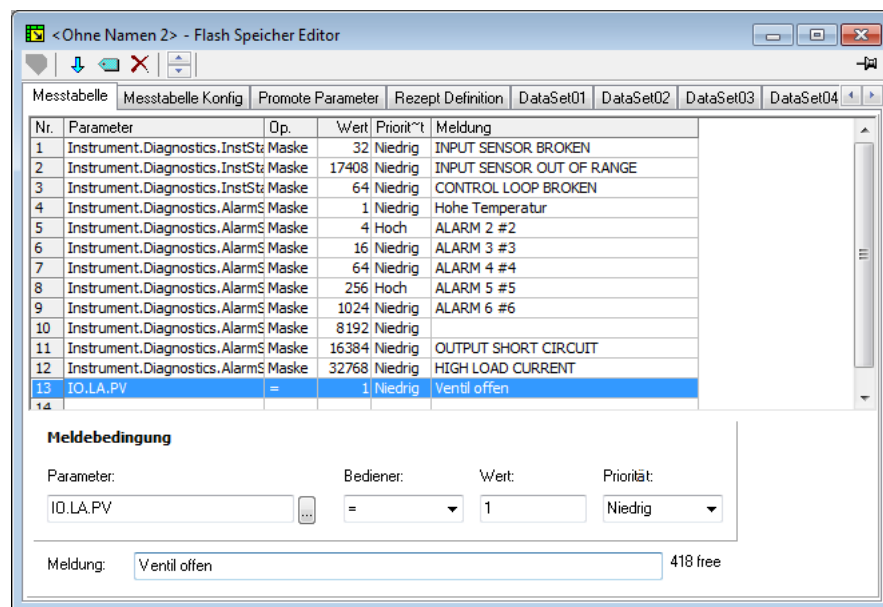 <Ohne Namen 2> - Flash Speicher Editor
Messtabelle Messtabelle Konfig Promote Parameter Rezept Definition DataSet01 DataSet02 DataSet03 DataSet04
Nr. Parameter Op. Wert Priorit~t Meldung
1 Instrument.Diagnostics.InstSta Maske 32 Niedrig INPUT SENSOR BROKEN
2 Instrument.Diagnostics.InstSta Maske 17408 Niedrig INPUT SENSOR OUT OF RANGE
3 Instrument.Diagnostics.InstSta Maske 64 Niedrig CONTROL LOOP BROKEN
4 Instrument.Diagnostics.AlarmS Maske 1 Niedrig Hohe Temperatur
5 Instrument.Diagnostics.AlarmS Maske 4 Hoch ALARM 2 #2
6 Instrument.Diagnostics.AlarmS Maske 16 Niedrig ALARM 3 #3
7 Instrument.Diagnostics.AlarmS Maske 64 Niedrig ALARM 4 #4
8 Instrument.Diagnostics.AlarmS Maske 256 Hoch ALARM 5 #5
9 Instrument.Diagnostics.AlarmS Maske 1024 Niedrig ALARM 6 #6
10 Instrument.Diagnostics.AlarmS Maske 8192 Niedrig
11 Instrument.Diagnostics.AlarmS Maske 16384 Niedrig OUTPUT SHORT CIRCUIT
12 Instrument.Diagnostics.AlarmS Maske 32768 Niedrig HIGH LOAD CURRENT
13 IO.LA.PV = 1 Niedrig Ventil offen
14
Meldebedingung
Parameter: Bediener: Wert: Priorität:
IO.LA.PV ... = 1 Niedrig
Meldung: Ventil offen 418 free